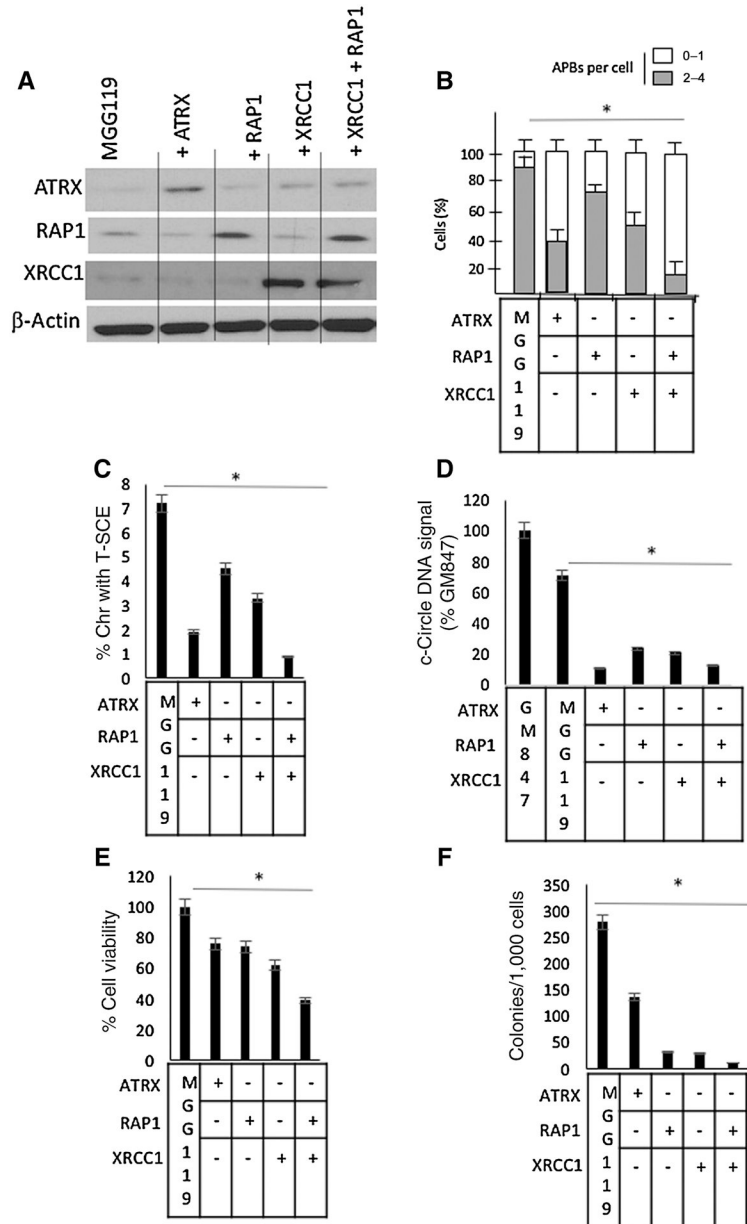 A
MGG119
+ ATRX
+ RAP1
+ XRCC1
+ XRCC1 + RAP1
ATRX
RAP1
XRCC1
β-Actin
B
APBs per cell
0–1
2–4
*
Cells (%)
100
80
60
40
20
ATRX M G G 1 1 9 + - - -
RAP1 - + - +
XRCC1 - - + +
C
*
% Chr with T-SCE
8
7
6
5
4
3
2
1
0
ATRX M G G 1 1 9 + - - -
RAP1 - + - +
XRCC1 - - + +
D
*
c-Circle DNA signal
(% GM847)
120
100
80
60
40
20
0
ATRX G M 8 4 7 M G G 1 1 9 + - - -
RAP1 - + - +
XRCC1 - - + +
E
*
% Cell viability
120
100
80
60
40
20
0
ATRX M G G 1 1 9 + - - -
RAP1 - + - +
XRCC1 - - + +
F
*
Colonies/1,000 cells
350
300
250
200
150
100
50
0
ATRX M G G 1 1 9 + - - -
RAP1 - + - +
XRCC1 - - + +